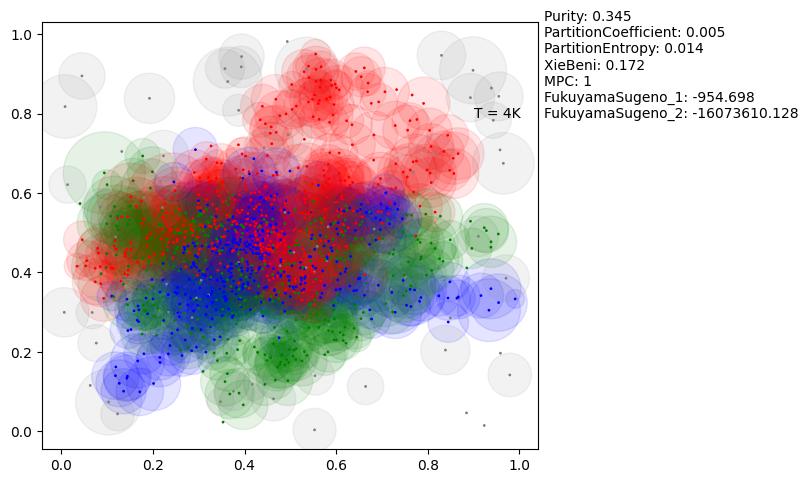 Purity: 0.345
PartitionCoefficient: 0.005
PartitionEntropy: 0.014
XieBeni: 0.172
MPC: 1
FukuyamaSugeno_1: -954.698
FukuyamaSugeno_2: -16073610.128
T = 4K
1.0
0.8
0.6
0.4
0.2
0.0
0.0 0.2 0.4 0.6 0.8 1.0